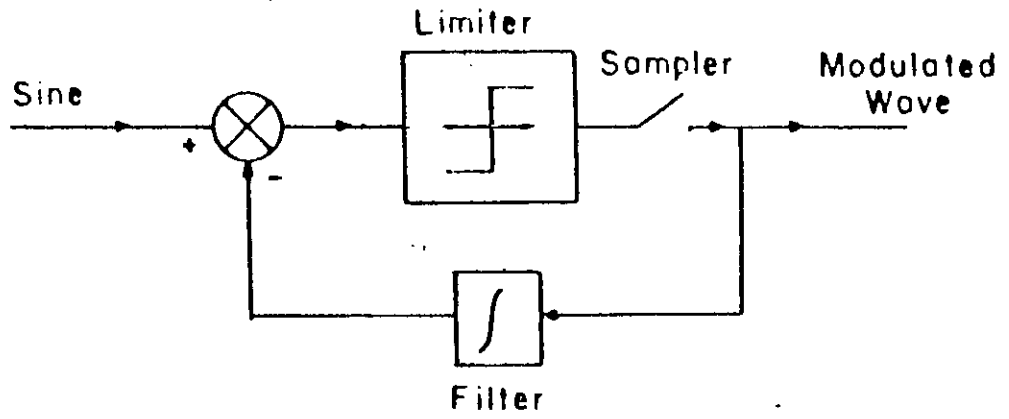 Limiter
Sampler
Modulated
Wave
Sine
+
-
Filter